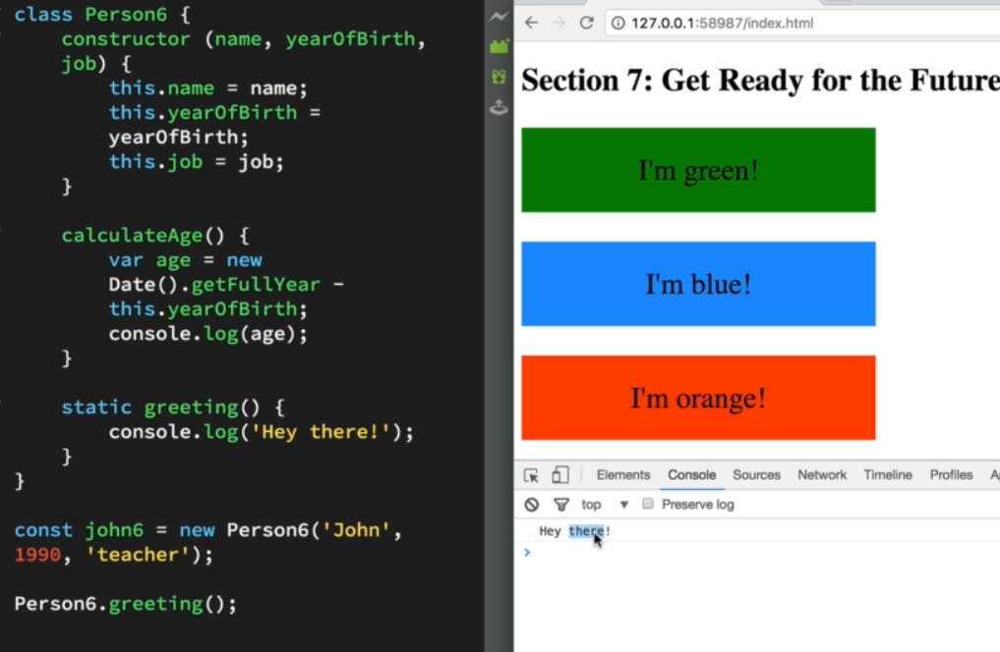 class Person6 {
constructor (name, yearOfBirth,
job) {
this.name = name;
this.yearOfBirth =
yearOfBirth;
this.job = job;
}
calculateAge() {
var age = new
Date().getFullYear -
this.yearOfBirth;
console.log(age);
}
static greeting() {
console.log('Hey there!');
}
}
const john6 = new Person6('John',
1990, 'teacher');
Person6.greeting();
127.0.0.1:58987/index.html
Section 7: Get Ready for the Future
I'm green!
I'm blue!
I'm orange!
Elements Console Sources Network Timeline Profiles
top Preserve log
Hey there!